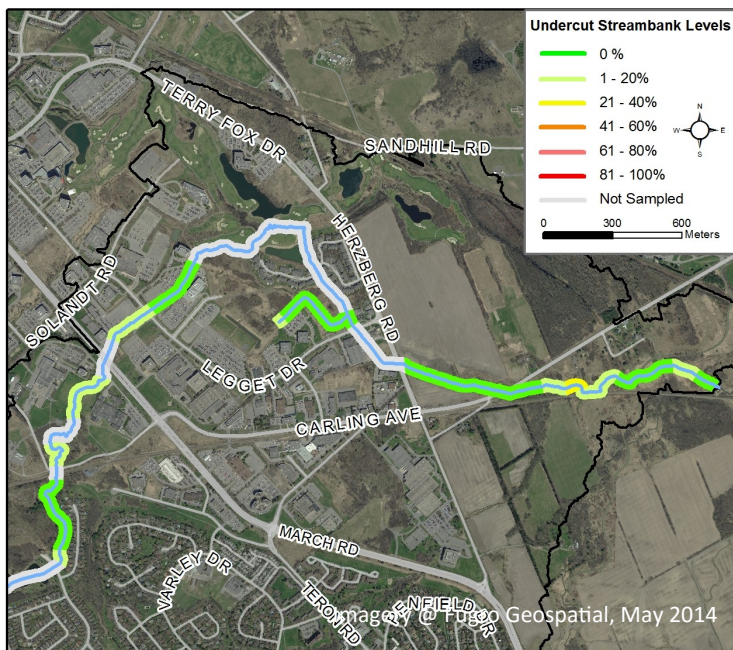 Undercut Streambank Levels
0 %
1 - 20%
21 - 40%
41 - 60%
61 - 80%
81 - 100%
Not Sampled
N
W
E
S
0 300 600
Meters
TERRY FOX DR
SANDHILL RD
HERZBERG RD
SOLANDT RD
LEGGET DR
CARLING AVE
MARCH RD
VARLEY DR
TERON RD
PENFIELD DR
Imagery @ Fugro Geospatial, May 2014